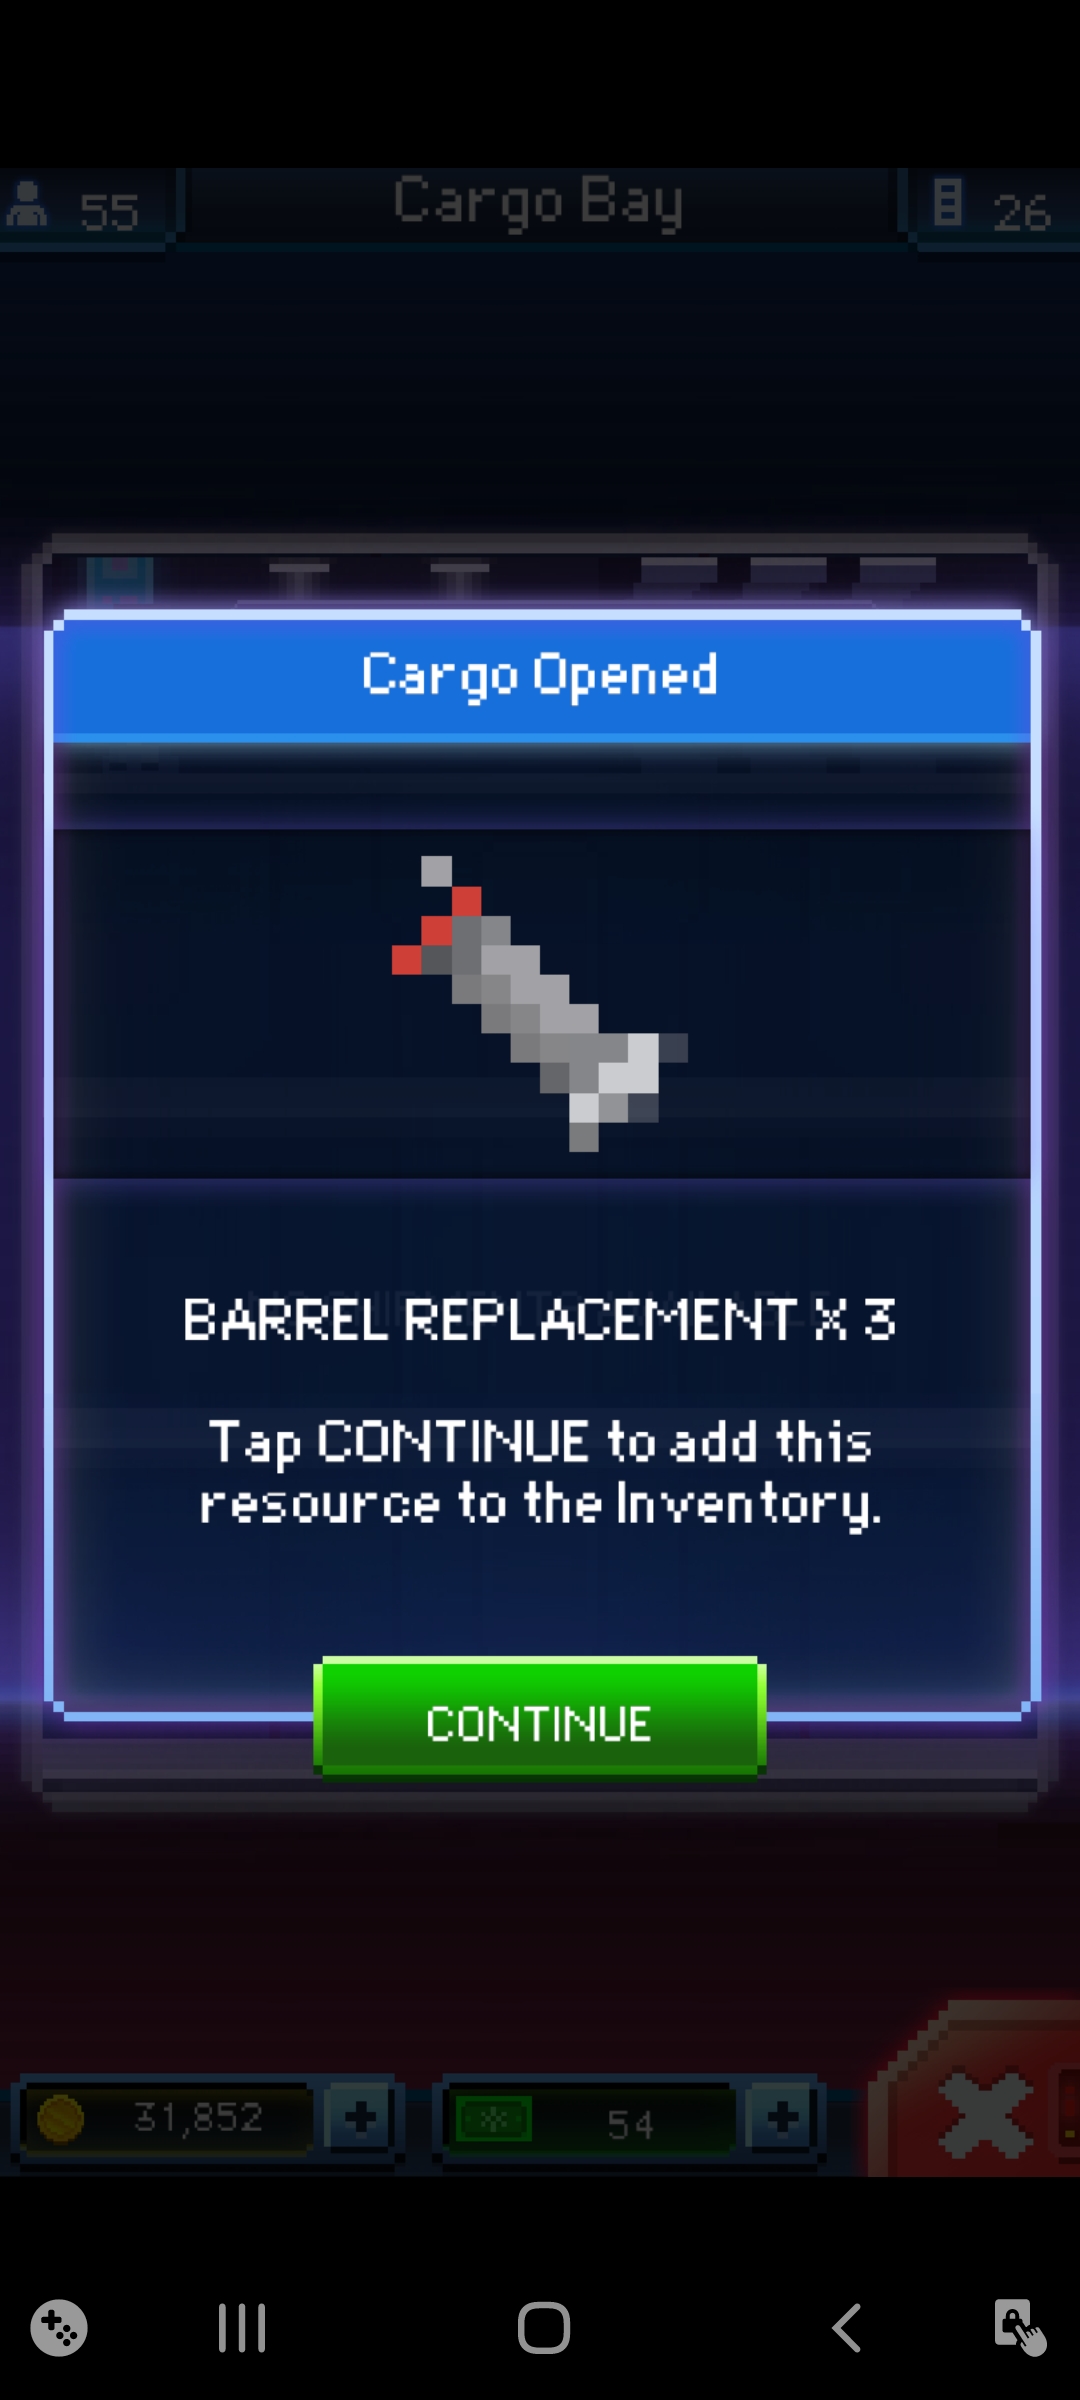 55
Cargo Bay
26
Cargo Opened
BARREL REPLACEMENT X 3
Tap CONTINUE to add this
resource to the Inventory.
CONTINUE
31,852
54